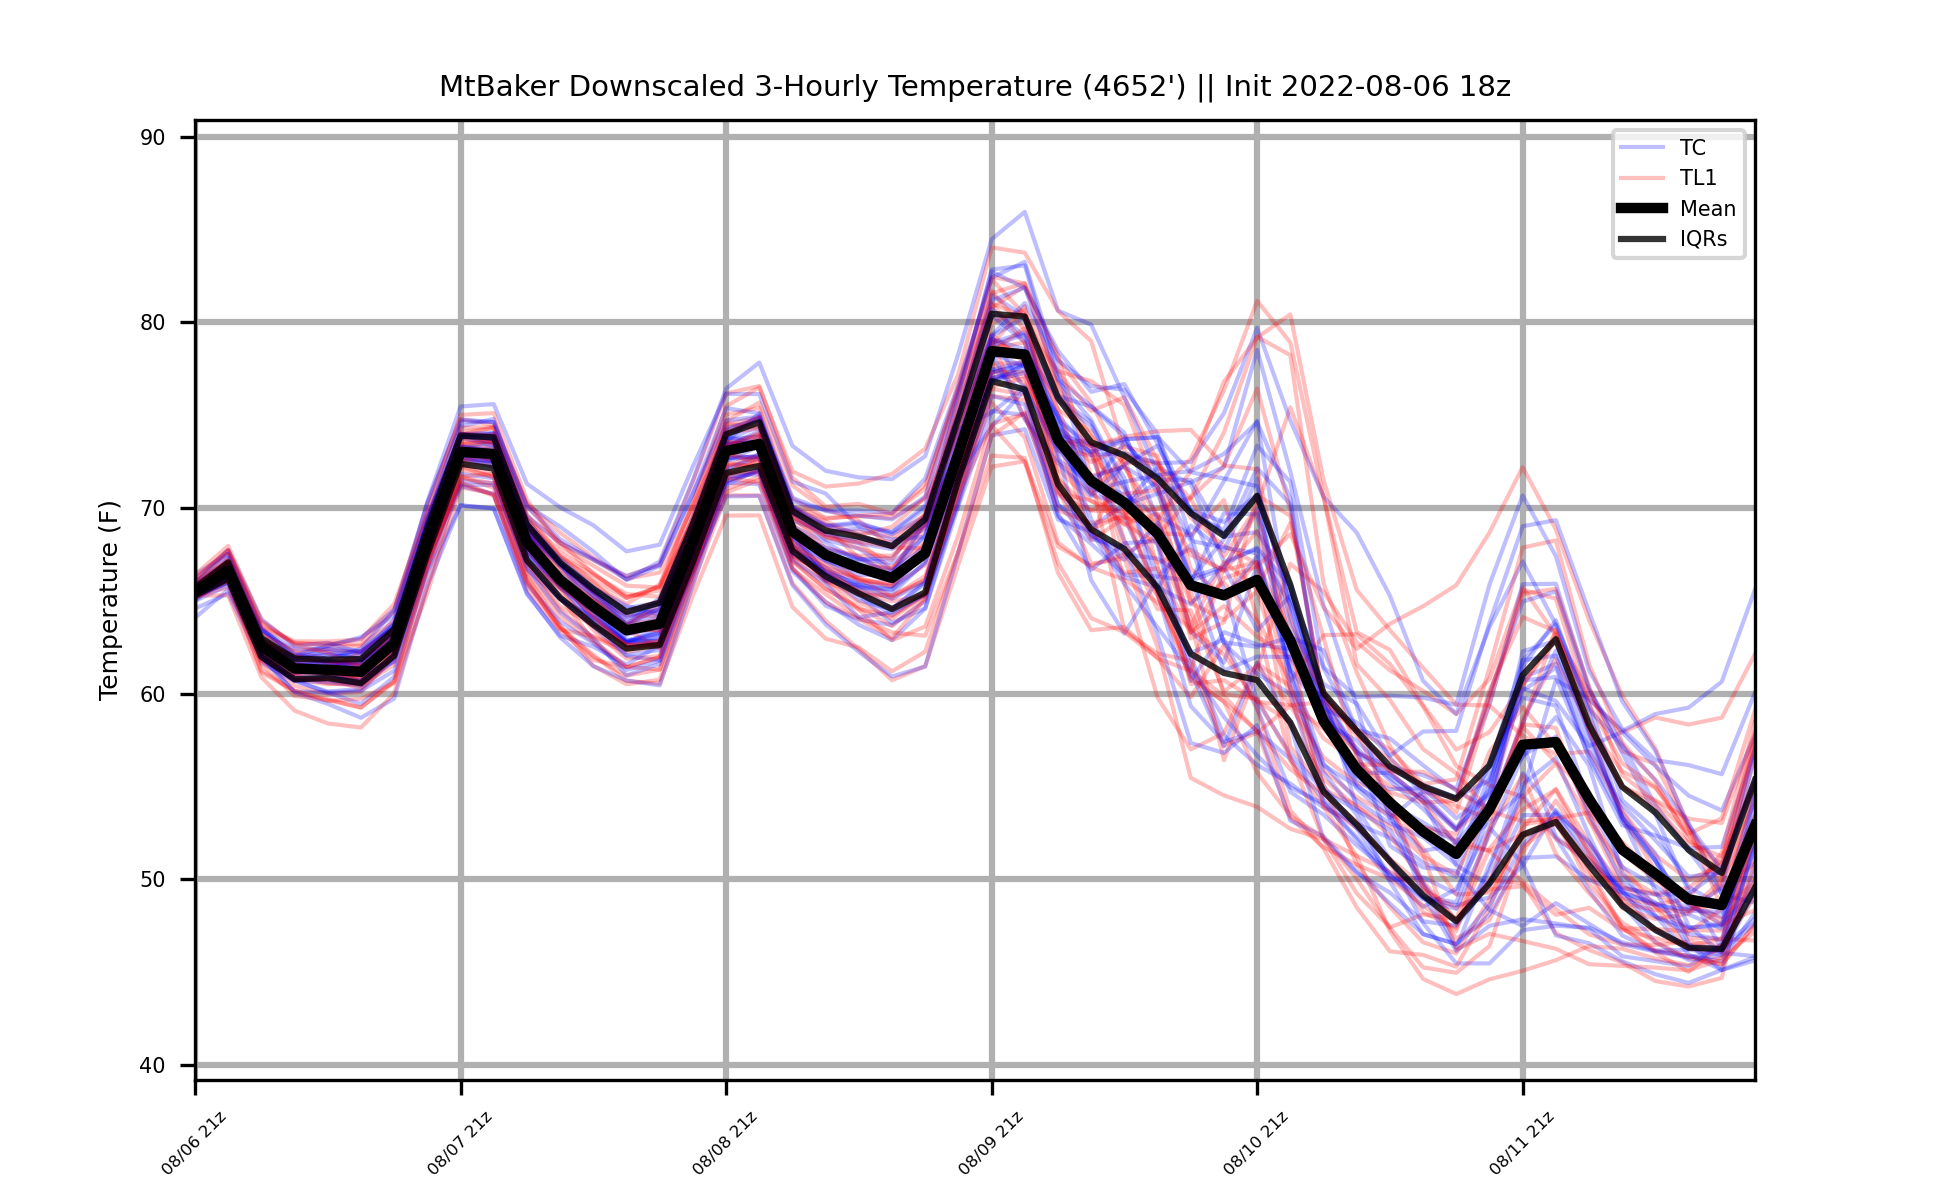 MtBaker Downscaled 3-Hourly Temperature (4652') || Init 2022-08-06 18z
TC
TL1
Mean
IQRs
Temperature (F)
90
80
70
60
50
40
08/06 21z
08/07 21z
08/08 21z
08/09 21z
08/10 21z
08/11 21z